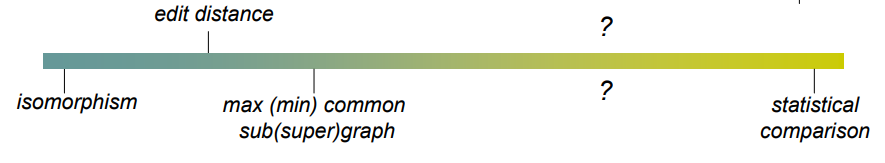 edit distance
?
isomorphism
max (min) common
sub(super)graph
?
statistical
comparison